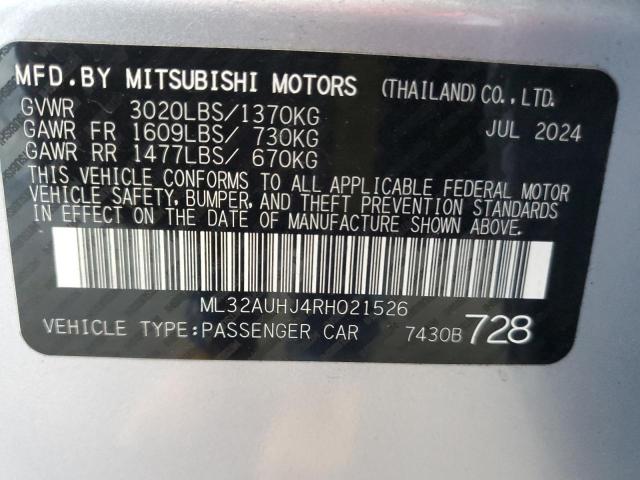 MFD.BY MITSUBISHI MOTORS (THAILAND)CO.,LTD.
GVWR 3020LBS/1370KG JUL 2024
GAWR FR 1609LBS/ 730KG
GAWR RR 1477LBS/ 670KG
THIS VEHICLE CONFORMS TO ALL APPLICABLE FEDERAL MOTOR
VEHICLE SAFETY, BUMPER, AND THEFT PREVENTION STANDARDS
IN EFFECT ON THE DATE OF MANUFACTURE SHOWN ABOVE.
ML32AUHJ4RH021526
VEHICLE TYPE:PASSENGER CAR 7430B 728